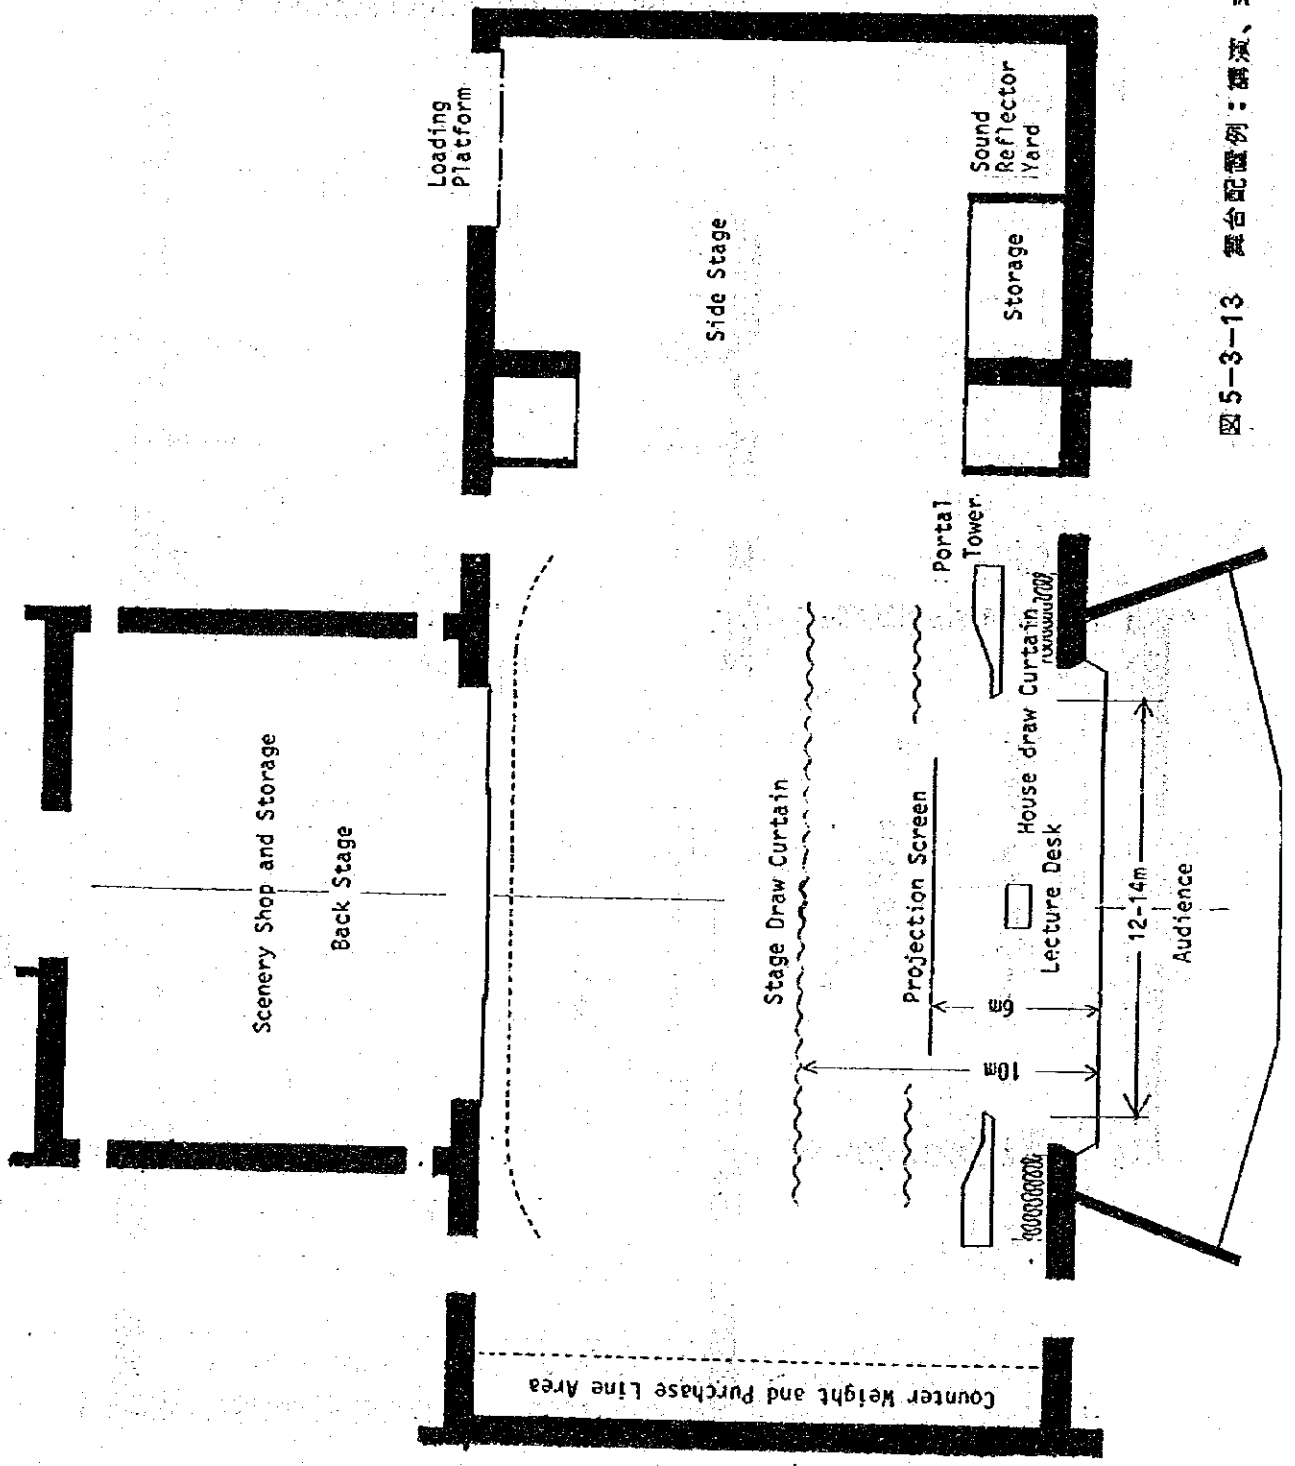 Loading
Platform
Sound
Reflector
Yard
Side Stage
Storage
Scenery Shop and Storage
Back Stage
Portal
Tower
Stage Draw Curtain
Projection Screen
House draw Curtain
Lecture Desk
6m
10m
12-14m
Audience
Counter Weight and Purchase Line Area
図5-3-13 舞台配置例：講演、